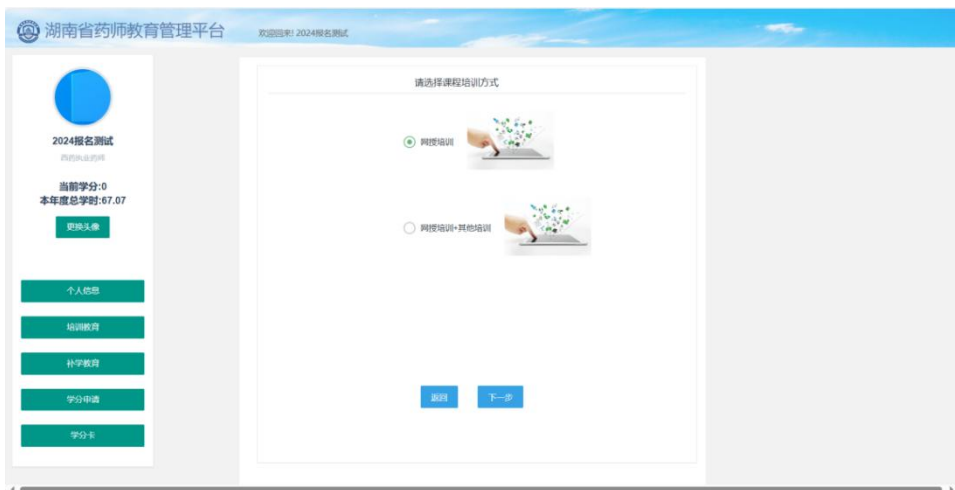 湖南省药师教育管理平台
欢迎回来! 2024报名测试
请选择课程培训方式
2024报名测试
西药执业药师
当前学分:0
本年度总学时:67.07
更换头像
网授培训
网授培训+其他培训
个人信息
培训教育
补学教育
学分申请
学分卡
返回
下一步